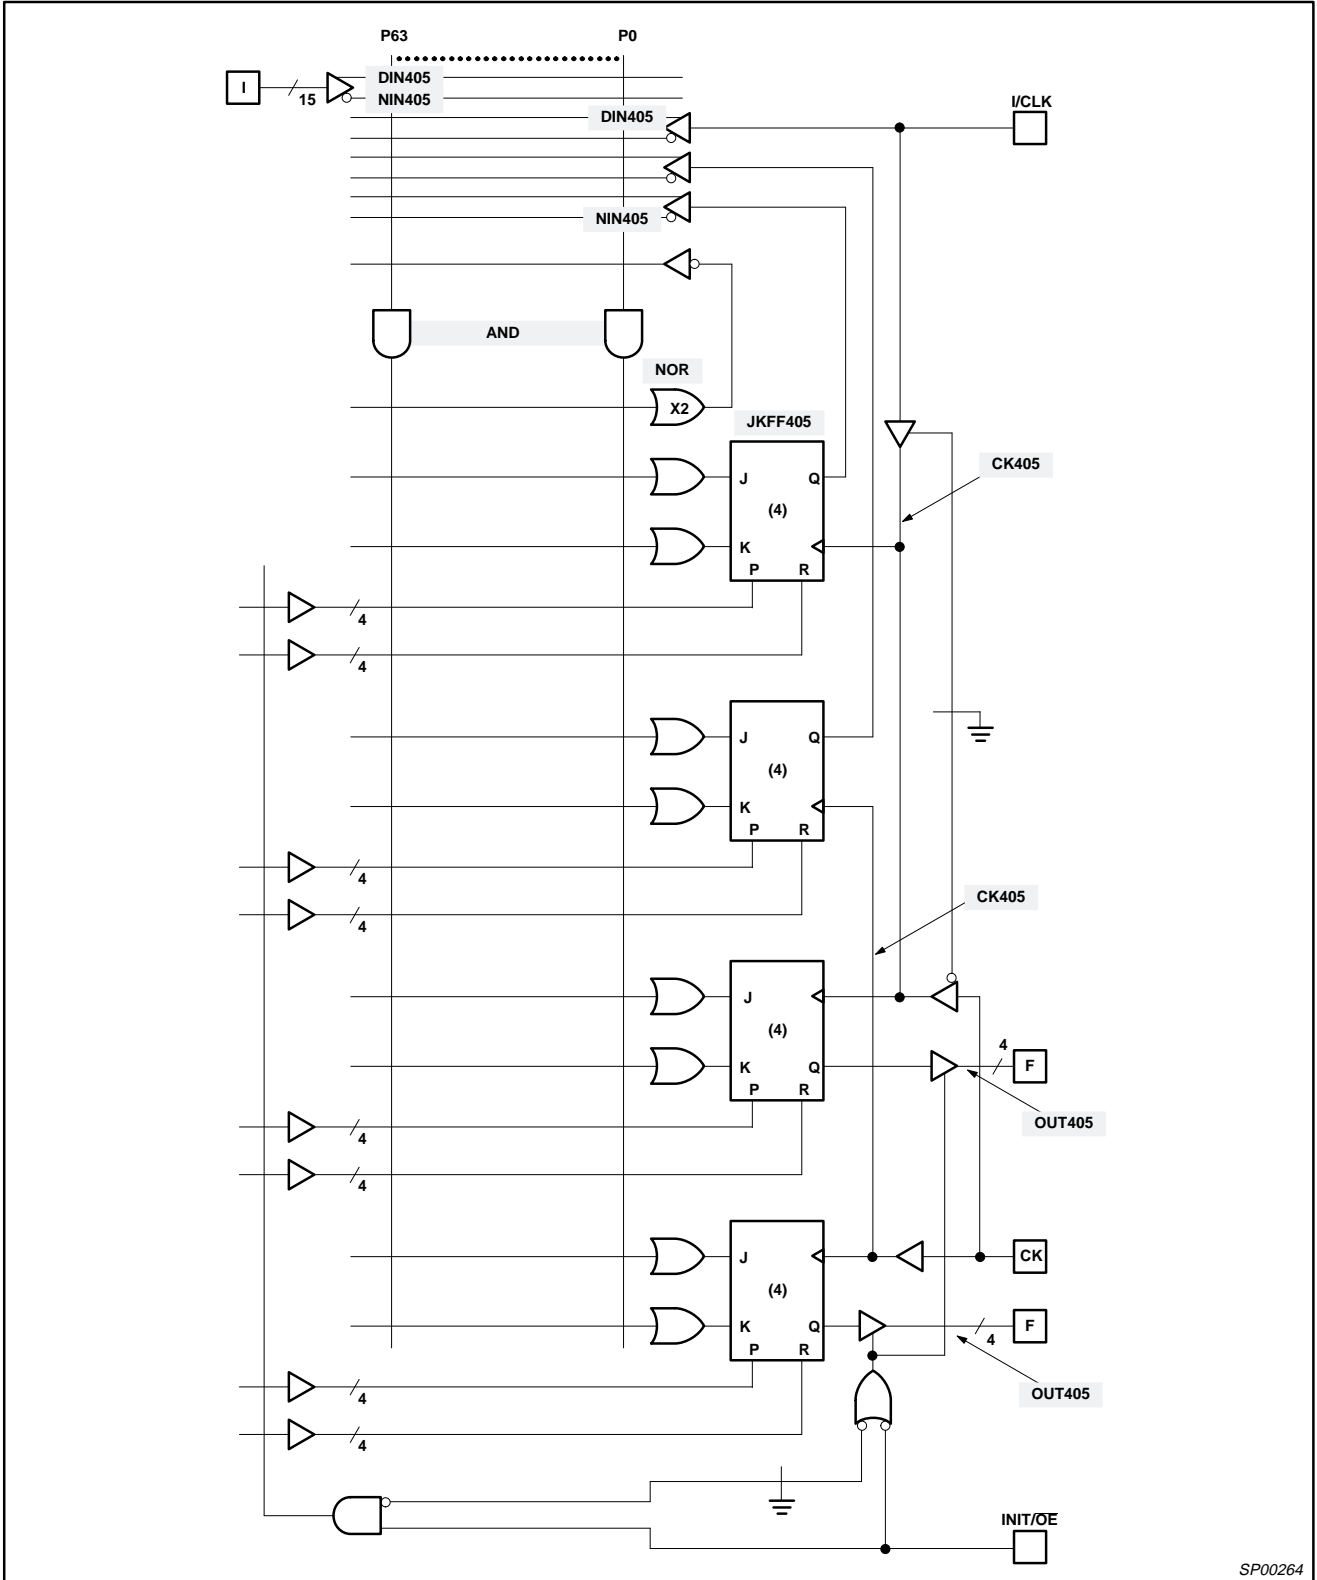 P63 P0
I 15 DIN405
NIN405
DIN405
I/CLK
NIN405
AND
NOR
X2
JKFF405
CK405
J Q
(4)
K
P R
4
4
J Q
(4)
K
P R
4
4
CK405
J
(4)
K Q
P R
4 F
OUT405
4
4
J
(4)
K Q
P R
CK
4 F
OUT405
4
4
INIT/O̅E̅
SP00264